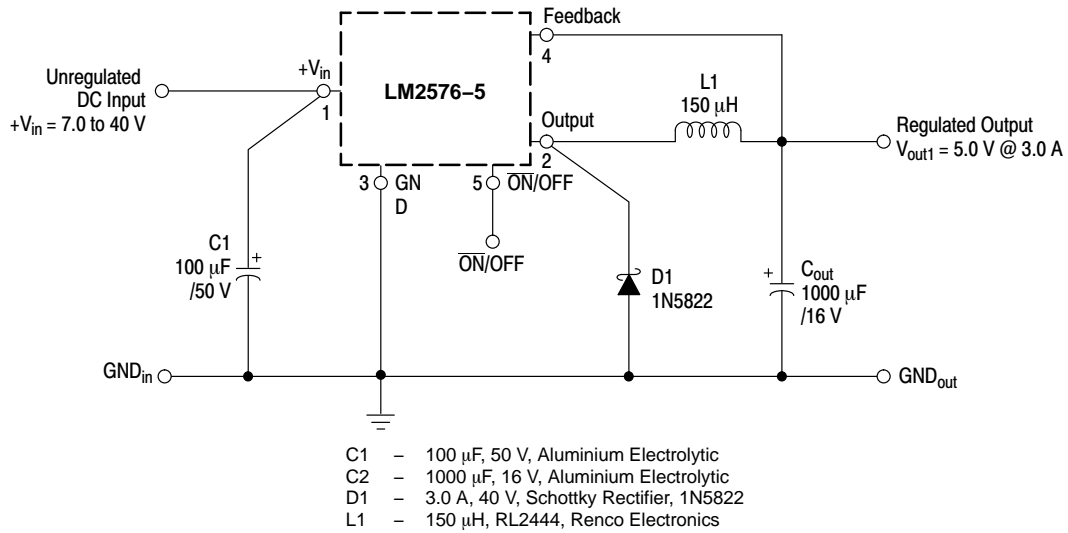 Feedback
4
Unregulated
DC Input
+Vin = 7.0 to 40 V
+Vin
1
LM2576–5
L1
150 μH
Output
2
Regulated Output
Vout1 = 5.0 V @ 3.0 A
3
GN
D
5
ON/OFF
ON/OFF
C1
100 μF
/50 V
+
D1
1N5822
+
Cout
1000 μF
/16 V
GNDin
GNDout
C1 – 100 μF, 50 V, Aluminium Electrolytic
C2 – 1000 μF, 16 V, Aluminium Electrolytic
D1 – 3.0 A, 40 V, Schottky Rectifier, 1N5822
L1 – 150 μH, RL2444, Renco Electronics